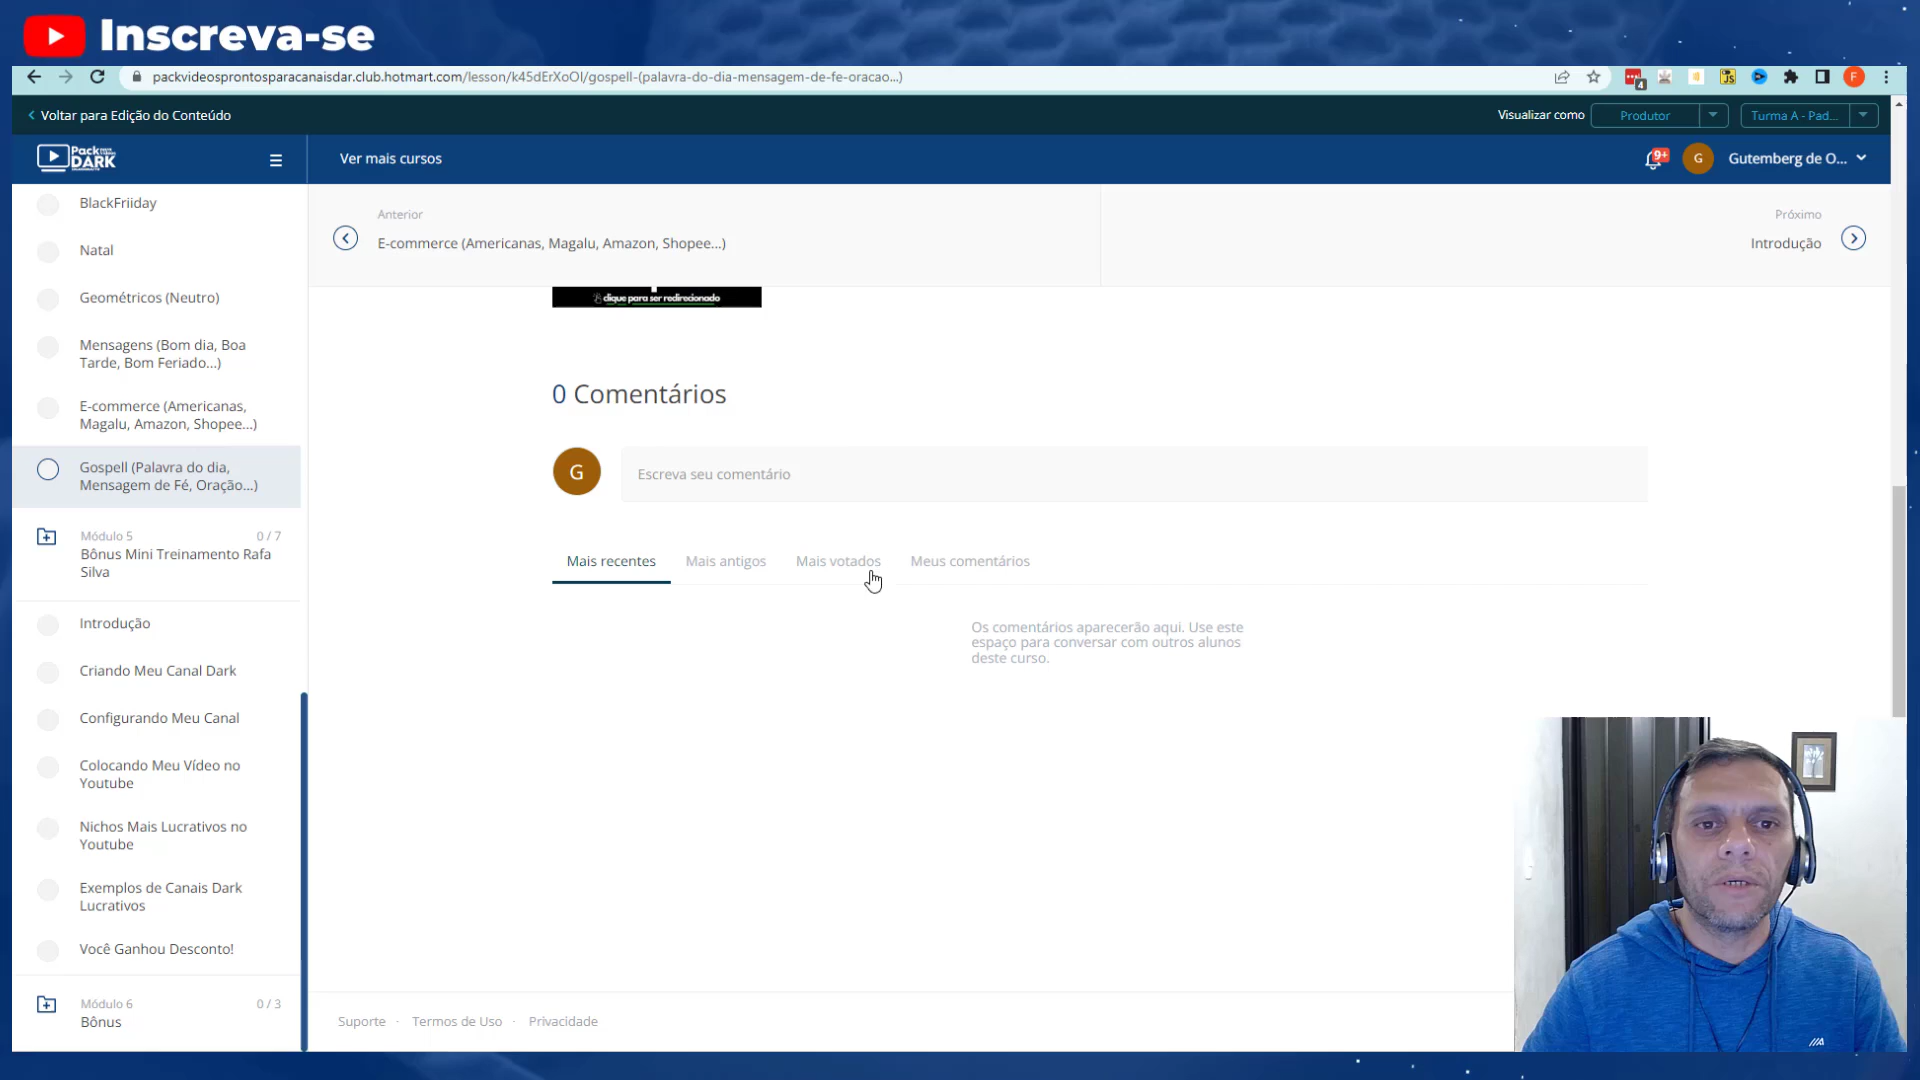 Inscreva-se
packvideosprontosparacanaisdar.club.hotmart.com/lesson/k45dErXoOl/gospell-(palavra-do-dia-mensagem-de-fe-oracao...)
4
JS
F
Voltar para Edição do Conteúdo
Visualizar como
Produtor
Turma A - Pad...
Pack
DARK
Ver mais cursos
9+
G
Gutemberg de O...
BlackFriiday
Natal
Geométricos (Neutro)
Mensagens (Bom dia, Boa
Tarde, Bom Feriado...)
E-commerce (Americanas,
Magalu, Amazon, Shopee...)
Gospell (Palavra do dia,
Mensagem de Fé, Oração...)
Módulo 5
0 / 7
Bônus Mini Treinamento Rafa
Silva
Introdução
Criando Meu Canal Dark
Configurando Meu Canal
Colocando Meu Vídeo no
Youtube
Nichos Mais Lucrativos no
Youtube
Exemplos de Canais Dark
Lucrativos
Você Ganhou Desconto!
Módulo 6
0 / 3
Bônus
Anterior
E-commerce (Americanas, Magalu, Amazon, Shopee...)
Próximo
Introdução
clique para ser redirecionado
0 Comentários
G
Escreva seu comentário
Mais recentes
Mais antigos
Mais votados
Meus comentários
Os comentários aparecerão aqui. Use este
espaço para conversar com outros alunos
deste curso.
Suporte · Termos de Uso · Privacidade